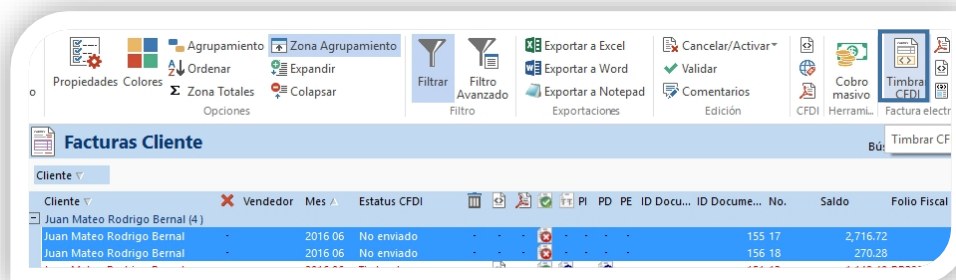 Agrupamiento Zona Agrupamiento Exportar a Excel Cancelar/Activar
Ordenar Expandir Exportar a Word Validar
Propiedades Colores Σ Zona Totales Colapsar Filtrar Filtro Avanzado Exportar a Notepad Comentarios Cobro masivo Timbrar CFDI
Opciones Filtro Exportaciones Edición CFDI Herrami... Factura electr
Facturas Cliente
Timbrar CF
Cliente
Cliente Vendedor Mes Estatus CFDI PI PD PE ID Docu... ID Docume... No. Saldo Folio Fiscal
Juan Mateo Rodrigo Bernal (4)
Juan Mateo Rodrigo Bernal - 2016 06 No enviado - - - - - - - 155 17 2,716.72
Juan Mateo Rodrigo Bernal - 2016 06 No enviado - - - - - - - 156 18 270.28